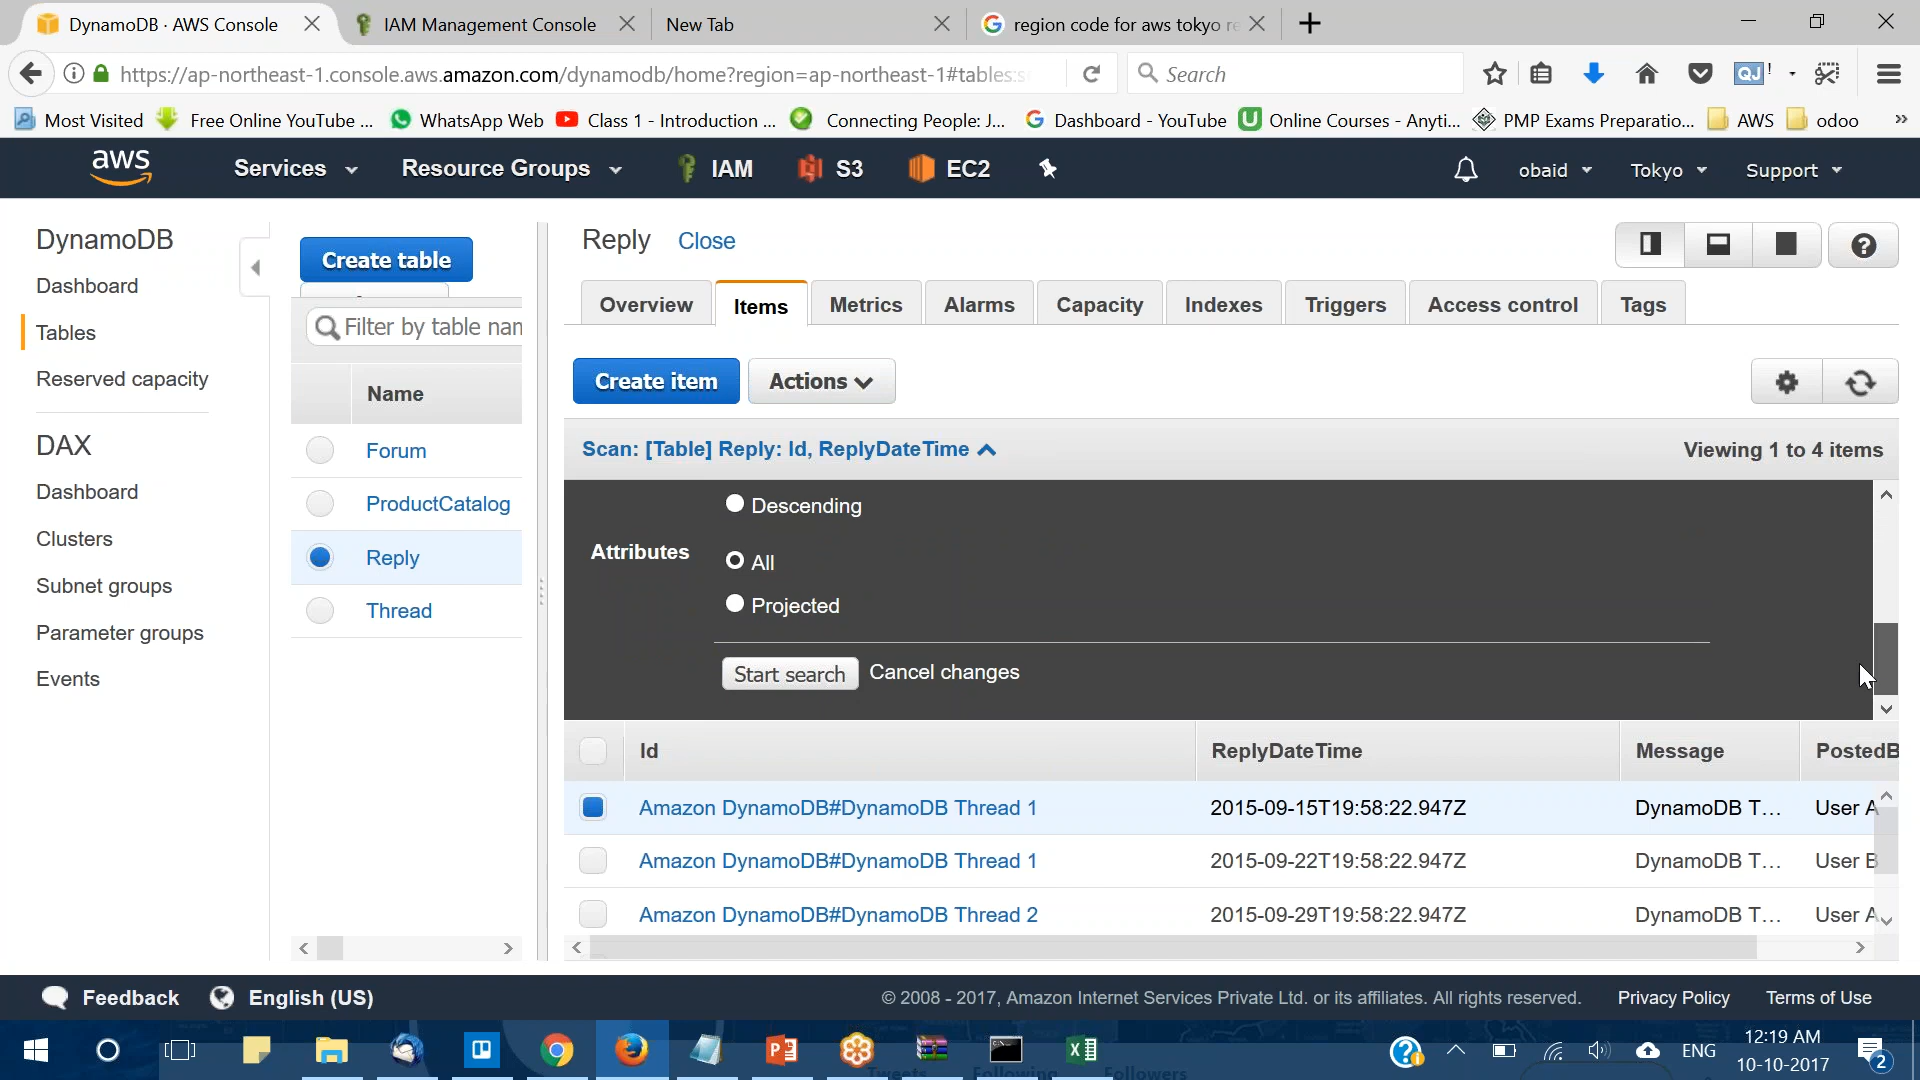 DynamoDB · AWS Console
IAM Management Console
New Tab
region code for aws tokyo re
https://ap-northeast-1.console.aws.amazon.com/dynamodb/home?region=ap-northeast-1#tables:s
Search
QJ !
Most Visited
Free Online YouTube ...
WhatsApp Web
Class 1 - Introduction ...
Connecting People: J...
Dashboard - YouTube
Online Courses - Anyti...
PMP Exams Preparatio...
AWS
odoo
aws
Services
Resource Groups
IAM
S3
EC2
obaid
Tokyo
Support
DynamoDB
Dashboard
Tables
Reserved capacity
DAX
Dashboard
Clusters
Subnet groups
Parameter groups
Events
Create table
Filter by table nam
Name
Forum
ProductCatalog
Reply
Thread
Reply Close
Overview
Items
Metrics
Alarms
Capacity
Indexes
Triggers
Access control
Tags
Create item
Actions
Scan: [Table] Reply: Id, ReplyDateTime
Viewing 1 to 4 items
Descending
Attributes
All
Projected
Start search
Cancel changes
Id ReplyDateTime Message PostedB
Amazon DynamoDB#DynamoDB Thread 1 2015-09-15T19:58:22.947Z DynamoDB T... User A
Amazon DynamoDB#DynamoDB Thread 1 2015-09-22T19:58:22.947Z DynamoDB T... User B
Amazon DynamoDB#DynamoDB Thread 2 2015-09-29T19:58:22.947Z DynamoDB T... User A
Feedback
English (US)
© 2008 - 2017, Amazon Internet Services Private Ltd. or its affiliates. All rights reserved.
Privacy Policy
Terms of Use
ENG
12:19 AM
10-10-2017
2
Tweets
Following
Followers